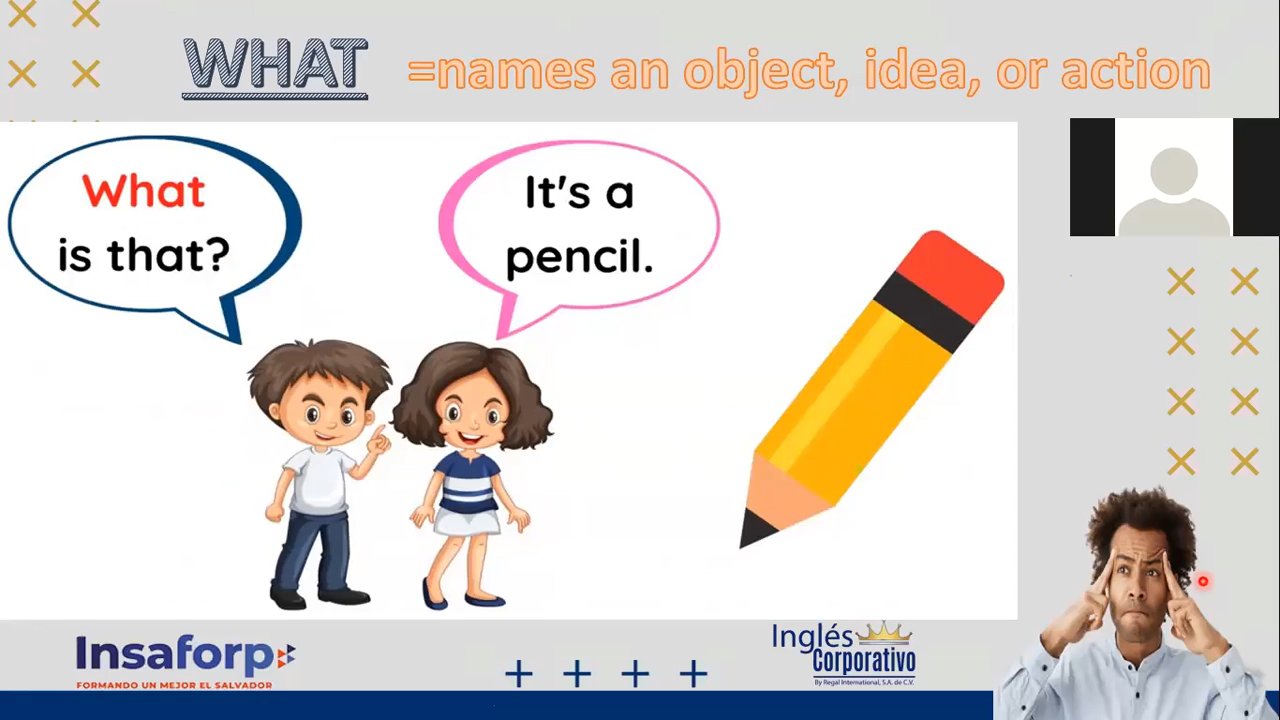 WHAT =names an object, idea, or action
What
is that?
It's a
pencil.
Insaforp
FORMANDO UN MEJOR EL SALVADOR
Inglés
Corporativo
By Regal International, S.A. de C.V.